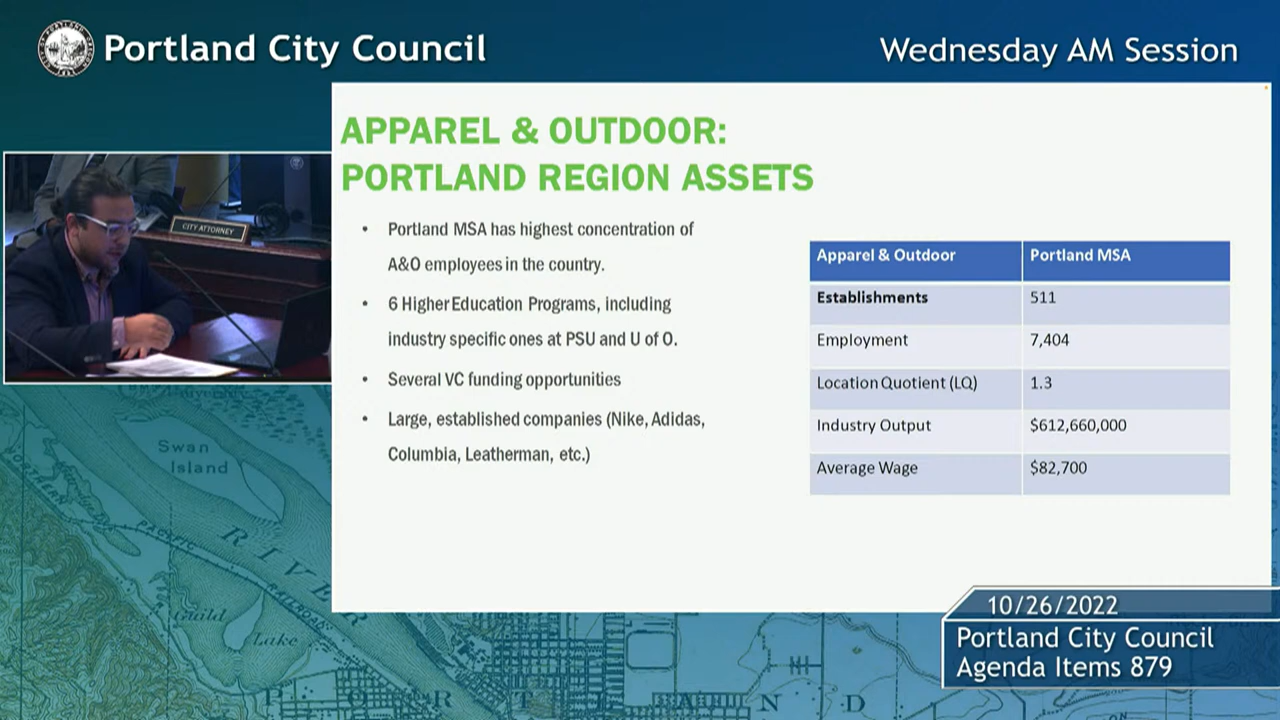 Portland City Council
Wednesday AM Session
APPAREL & OUTDOOR:
PORTLAND REGION ASSETS
• Portland MSA has highest concentration of
A&O employees in the country.
• 6 Higher Education Programs, including
industry specific ones at PSU and U of O.
• Several VC funding opportunities
• Large, established companies (Nike, Adidas,
Columbia, Leatherman, etc.)
Apparel & Outdoor Portland MSA
Establishments 511
Employment 7,404
Location Quotient (LQ) 1.3
Industry Output $612,660,000
Average Wage $82,700
CITY ATTORNEY
Swan
Island
NORTHERN PACIFIC RAILROAD
RIVER
Guild
Lake
PORTLAND
10/26/2022
Portland City Council
Agenda Items 879